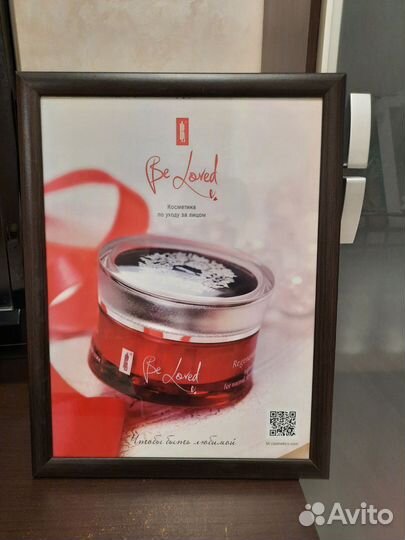 Be Loved
Косметика
по уходу за лицом
Be Loved
Чтобы быть любимой
Avito